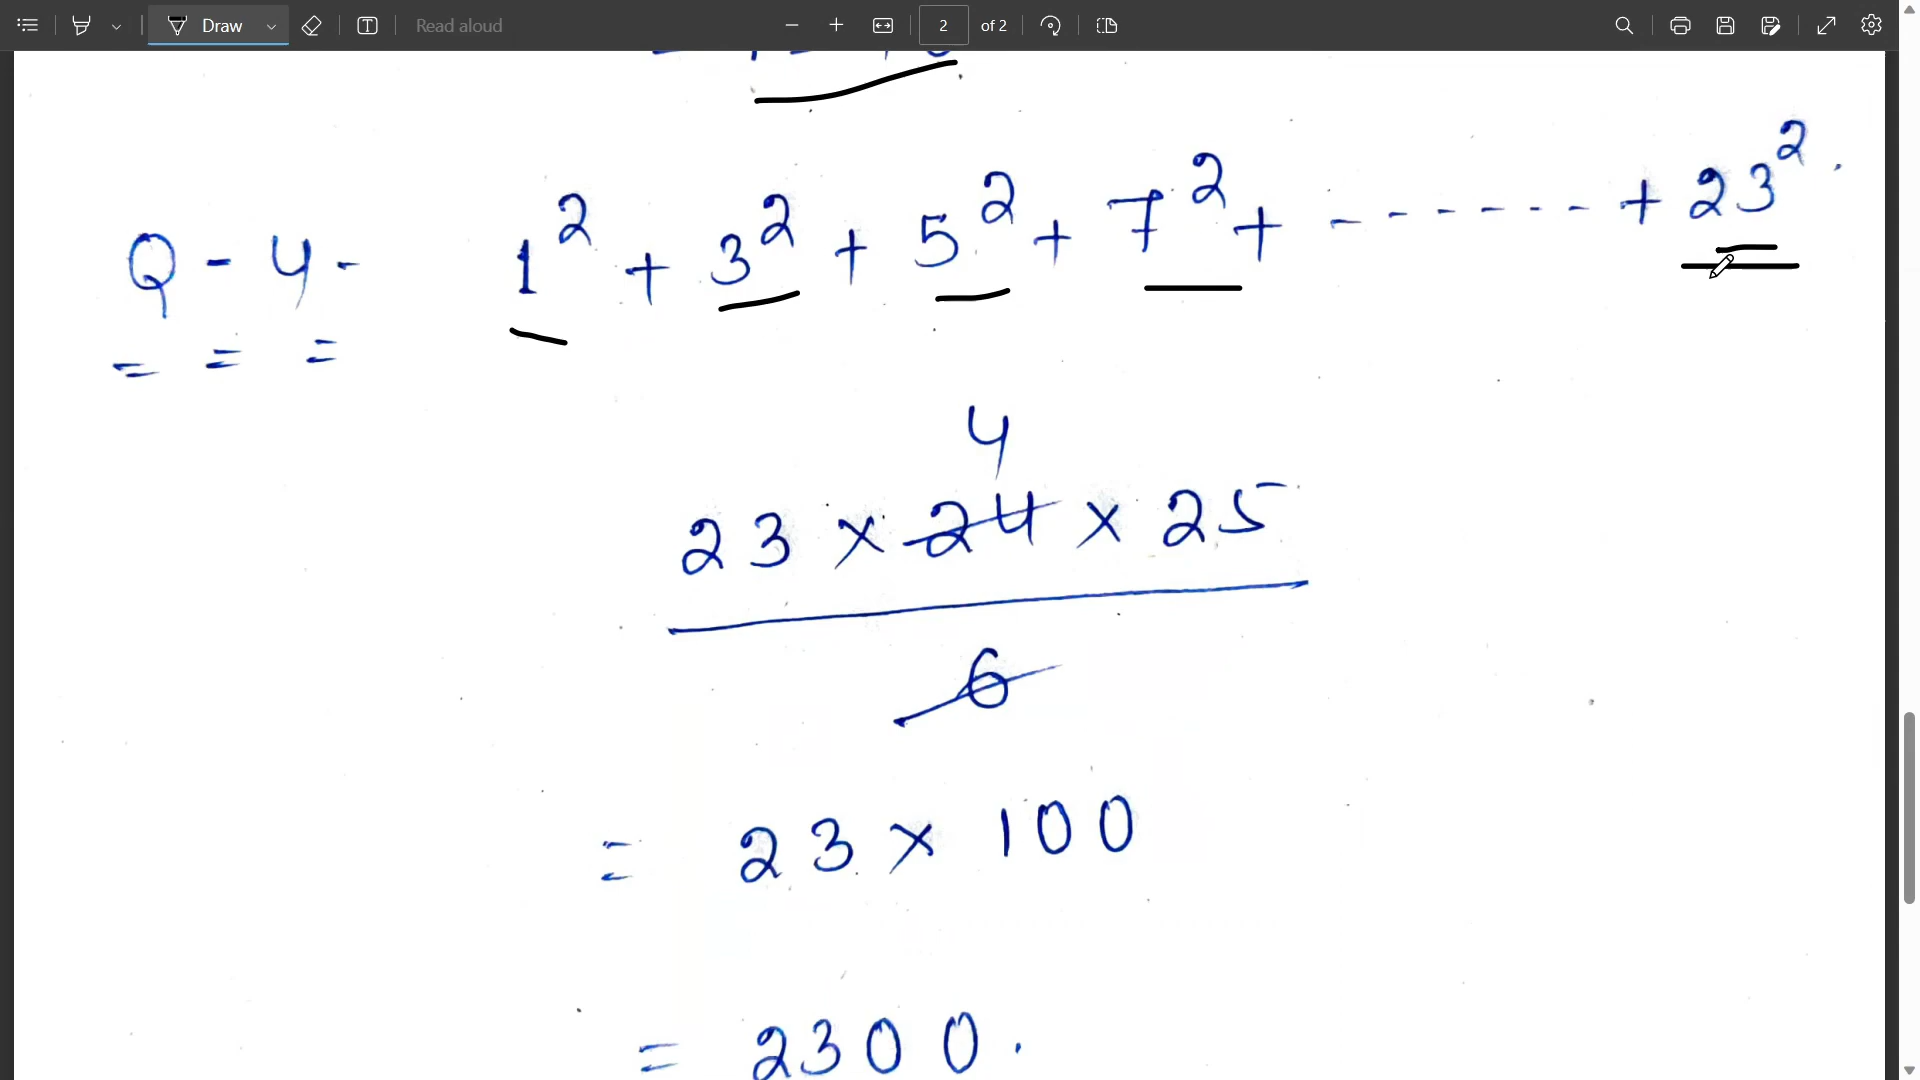 Draw
Read aloud
2 of 2
Q - 4 - 1² + 3² + 5² + 7² + ------ + 23².
= = =
4
23 × 24 × 25
6
= 23 × 100
= 2300.